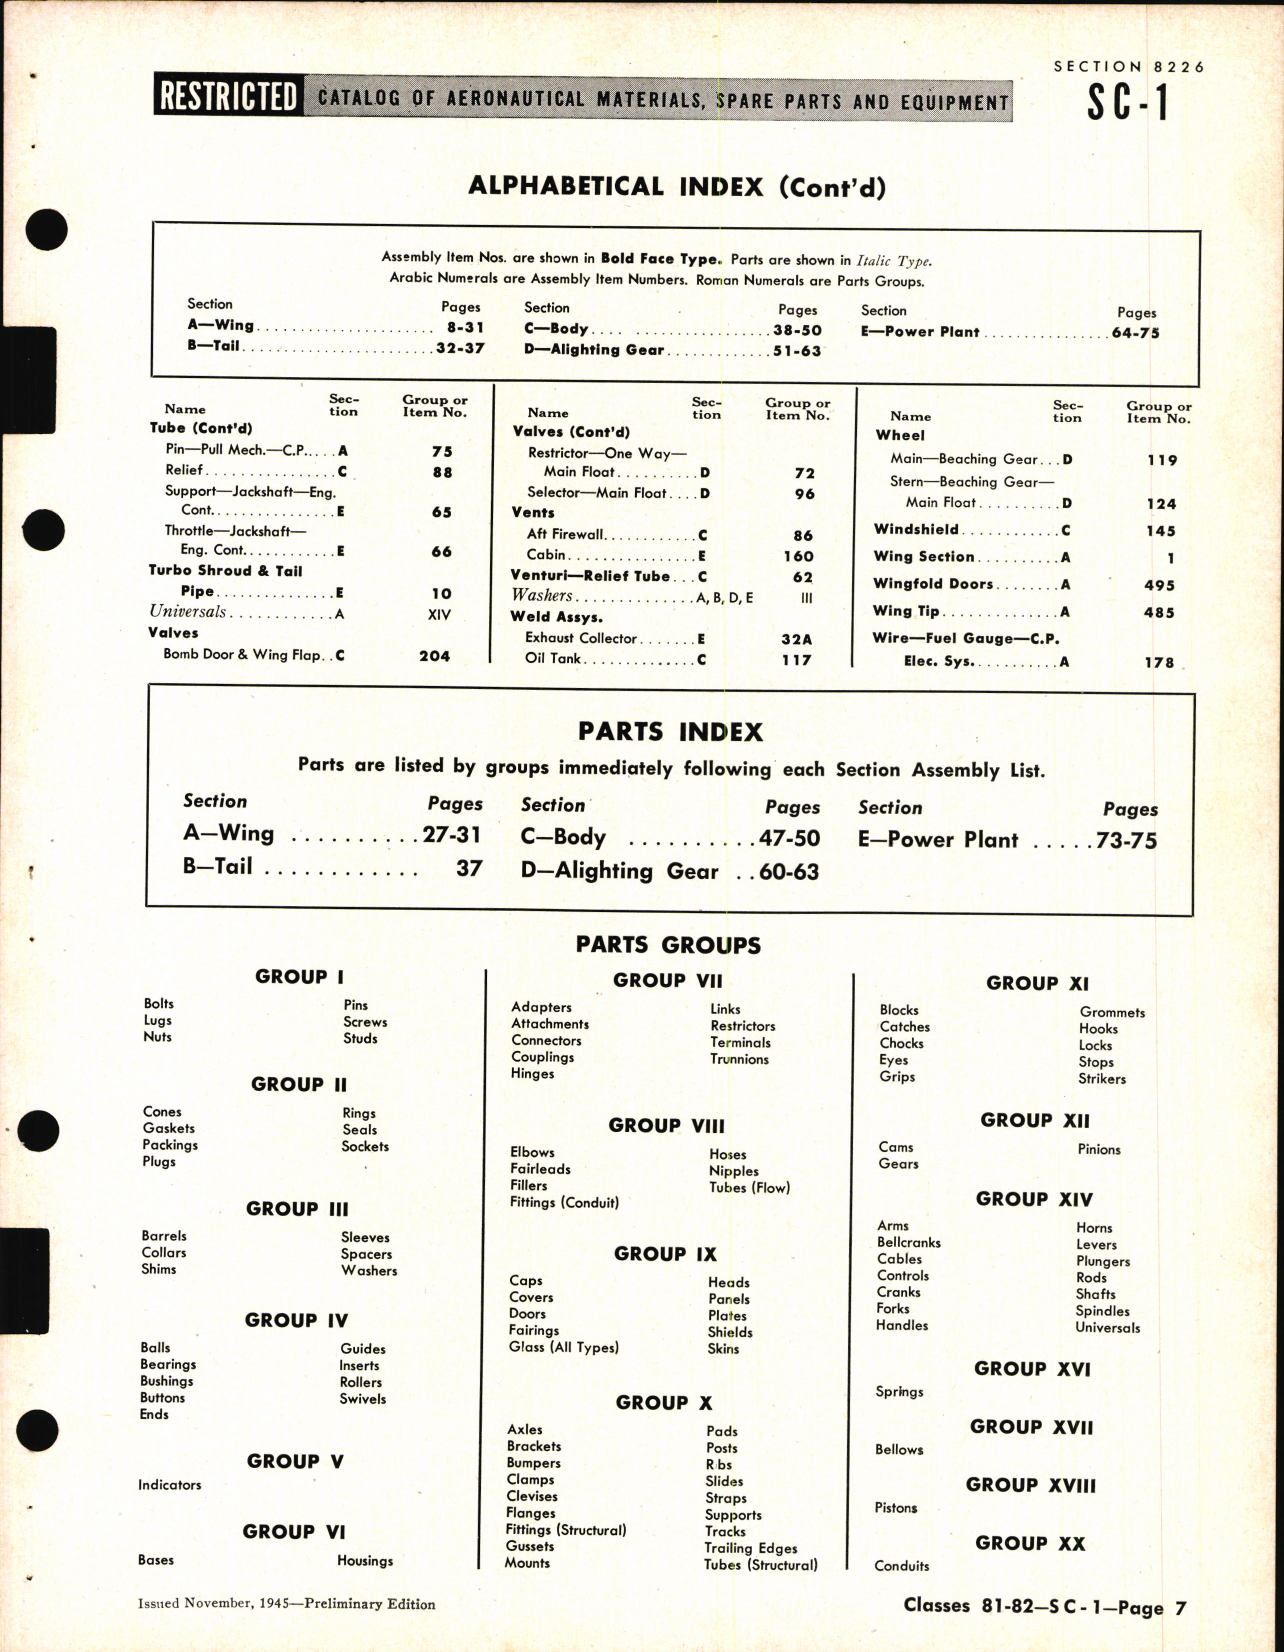 SECTION 8226
RESTRICTED CATALOG OF AERONAUTICAL MATERIALS, SPARE PARTS AND EQUIPMENT
SC-1
ALPHABETICAL INDEX (Cont'd)
Assembly Item Nos. are shown in Bold Face Type. Parts are shown in Italic Type.
Arabic Numerals are Assembly Item Numbers. Roman Numerals are Parts Groups.
Section Pages
A—Wing. . . . . . . . . . . . . . . . . . . . . . 8-31
B—Tail. . . . . . . . . . . . . . . . . . . . . . . .32-37
Section Pages
C—Body. . . . . . . . . . . . . . . . . . . . .38-50
D—Alighting Gear. . . . . . . . . . . . .51-63
Section Pages
E—Power Plant . . . . . . . . . . . . . . . .64-75
Name Sec-tion Group or Item No.
Tube (Cont'd)
Pin—Pull Mech.—C.P. . . . . A 75
Relief. . . . . . . . . . . . . . . .C 88
Support—Jackshaft—Eng.
Cont. . . . . . . . . . . . . . . .E 65
Throttle—Jackshaft—
Eng. Cont. . . . . . . . . . . .E 66
Turbo Shroud & Tail
Pipe. . . . . . . . . . . . . . .E 10
Universals. . . . . . . . . . . .A XIV
Valves
Bomb Door & Wing Flap. .C 204
Name Sec-tion Group or Item No.
Valves (Cont'd)
Restrictor—One Way—
Main Float. . . . . . . . . .D 72
Selector—Main Float. . . .D 96
Vents
Aft Firewall. . . . . . . . . . . .C 86
Cabin. . . . . . . . . . . . . . . .E 160
Venturi—Relief Tube. . .C 62
Washers. . . . . . . . . . . . . .A, B, D, E III
Weld Assys.
Exhaust Collector. . . . . . .E 32A
Oil Tank. . . . . . . . . . . . . .C 117
Name Sec-tion Group or Item No.
Wheel
Main—Beaching Gear. . .D 119
Stern—Beaching Gear—
Main Float. . . . . . . . . .D 124
Windshield. . . . . . . . . . . .C 145
Wing Section. . . . . . . . . .A 1
Wingfold Doors. . . . . . . .A 495
Wing Tip. . . . . . . . . . . . .A 485
Wire—Fuel Gauge—C.P.
Elec. Sys. . . . . . . . . . .A 178
PARTS INDEX
Parts are listed by groups immediately following each Section Assembly List.
Section Pages
A—Wing . . . . . . . . . .27-31
B—Tail . . . . . . . . . . . . 37
Section Pages
C—Body . . . . . . . . . .47-50
D—Alighting Gear . .60-63
Section Pages
E—Power Plant . . . . .73-75
PARTS GROUPS
GROUP I
Bolts Pins
Lugs Screws
Nuts Studs
GROUP II
Cones Rings
Gaskets Seals
Packings Sockets
Plugs
GROUP III
Barrels Sleeves
Collars Spacers
Shims Washers
GROUP IV
Balls Guides
Bearings Inserts
Bushings Rollers
Buttons Swivels
Ends
GROUP V
Indicators
GROUP VI
Bases Housings
GROUP VII
Adapters Links
Attachments Restrictors
Connectors Terminals
Couplings Trunnions
Hinges
GROUP VIII
Elbows Hoses
Fairleads Nipples
Fillers Tubes (Flow)
Fittings (Conduit)
GROUP IX
Caps Heads
Covers Panels
Doors Plates
Fairings Shields
Glass (All Types) Skins
GROUP X
Axles Pads
Brackets Posts
Bumpers Ribs
Clamps Slides
Clevises Straps
Flanges Supports
Fittings (Structural) Tracks
Gussets Trailing Edges
Mounts Tubes (Structural)
GROUP XI
Blocks Grommets
Catches Hooks
Chocks Locks
Eyes Stops
Grips Strikers
GROUP XII
Cams Pinions
Gears
GROUP XIV
Arms Horns
Bellcranks Levers
Cables Plungers
Controls Rods
Cranks Shafts
Forks Spindles
Handles Universals
GROUP XVI
Springs
GROUP XVII
Bellows
GROUP XVIII
Pistons
GROUP XX
Conduits
Issued November, 1945—Preliminary Edition
Classes 81-82—SC-1—Page 7